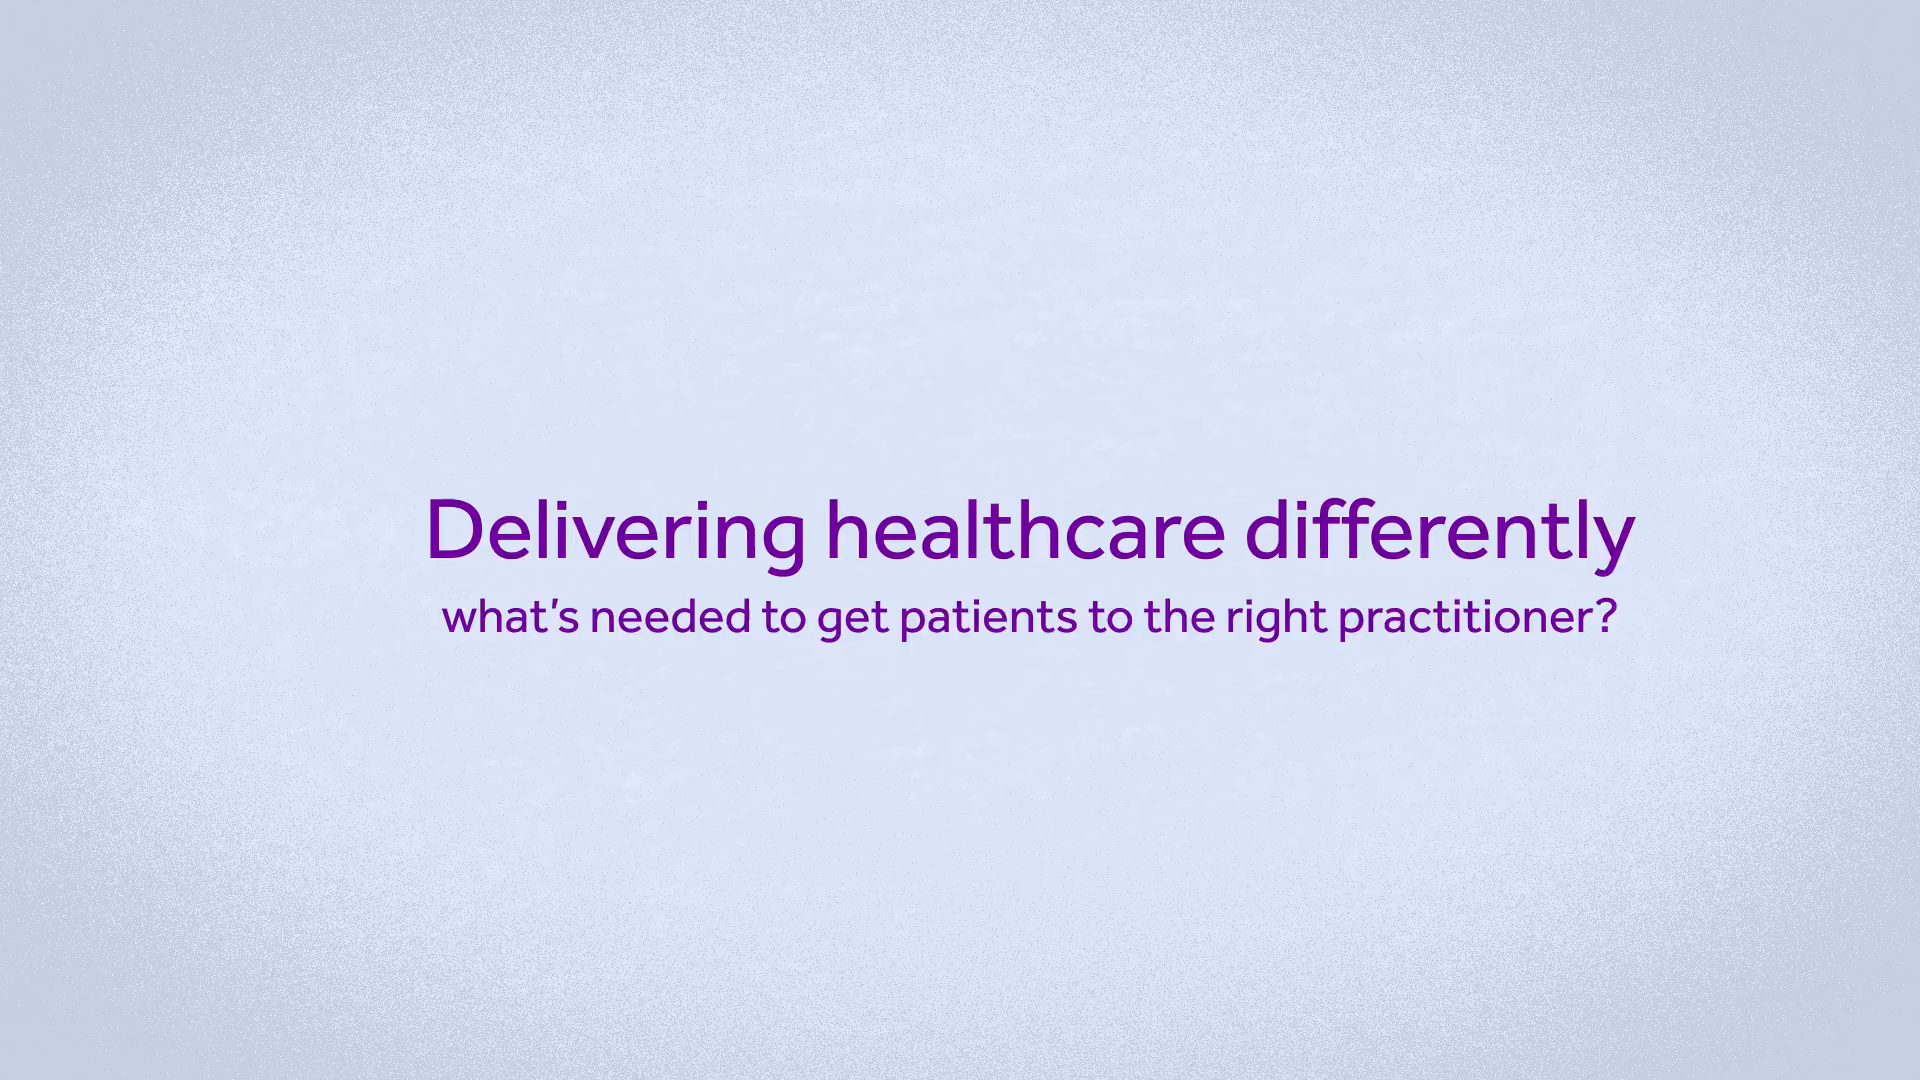 Delivering healthcare differently
what’s needed to get patients to the right practitioner?